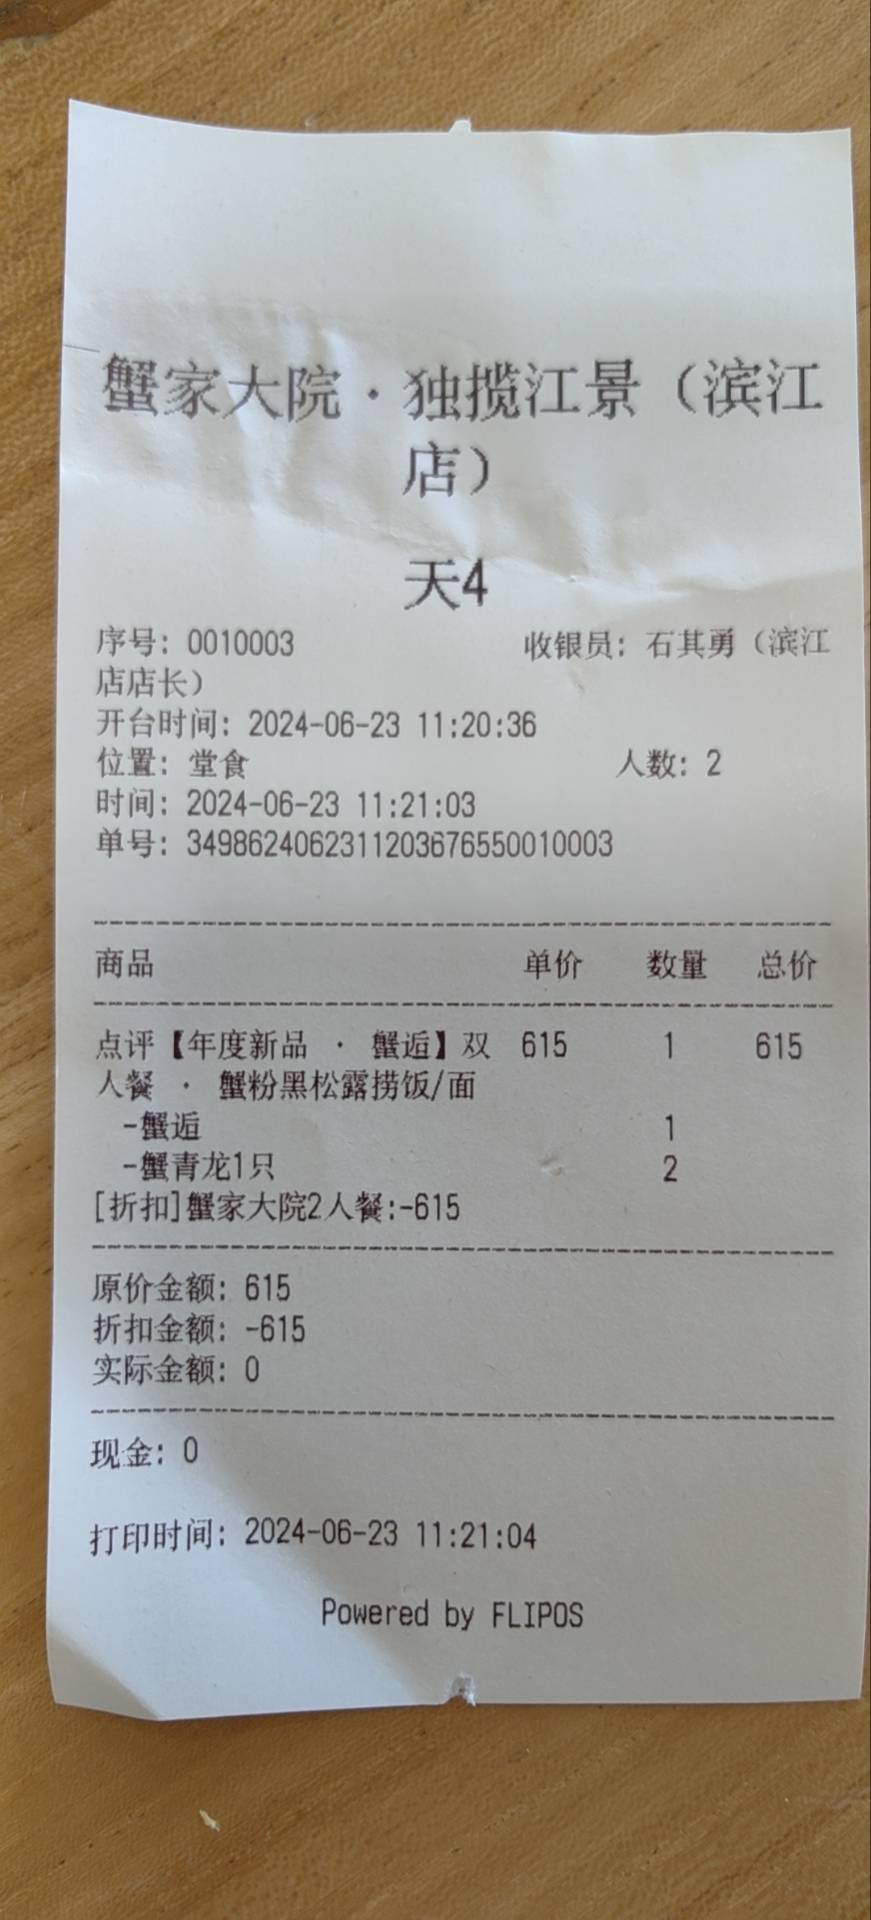 蟹家大院·独揽江景（滨江
店）
天4
序号: 0010003 收银员: 石其勇（滨江
店店长）
开台时间: 2024-06-23 11:20:36
位置: 堂食 人数: 2
时间: 2024-06-23 11:21:03
单号: 34986240623112036765​50010003
商品 单价 数量 总价
点评【年度新品 · 蟹逅】双 615 1 615
人餐 · 蟹粉黑松露捞饭/面
-蟹逅 1
-蟹青龙1只 2
[折扣]蟹家大院2人餐:-615
原价金额: 615
折扣金额: -615
实际金额: 0
现金: 0
打印时间: 2024-06-23 11:21:04
Powered by FLIPOS